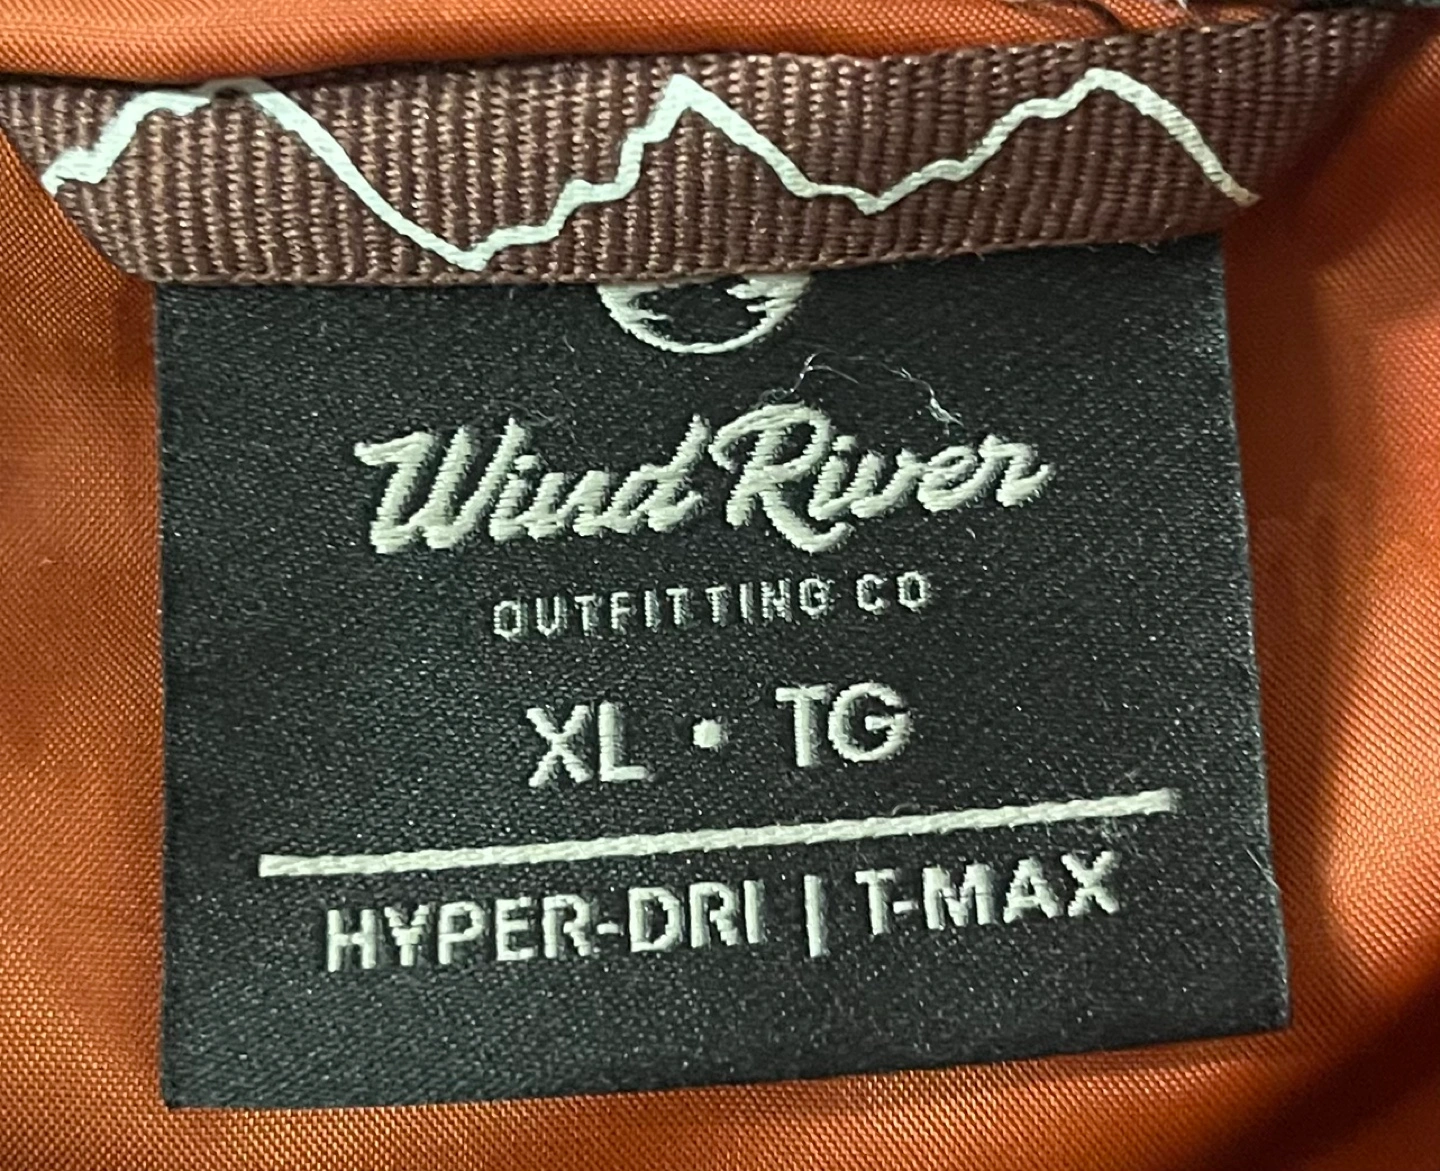 Wind River
OUTFITTING CO
XL • TG
HYPER-DRI | T-MAX